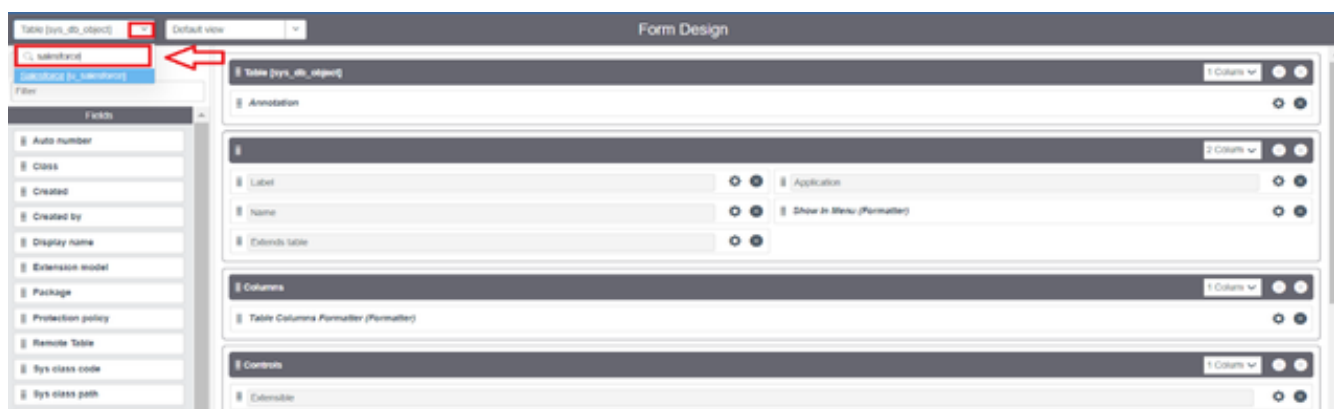 Table [sys_db_object]
Default view
Form Design
salesforce
Salesforce [u_salesforce]
Filter
Fields
Auto number
Class
Created
Created by
Display name
Extension model
Package
Protection policy
Remote Table
Sys class code
Sys class path
Table [sys_db_object]
1 Column
Annotation
2 Column
Label
Application
Name
Show In Menu (Formatter)
Extends table
Columns
1 Column
Table Columns Formatter (Formatter)
Controls
1 Column
Extensible